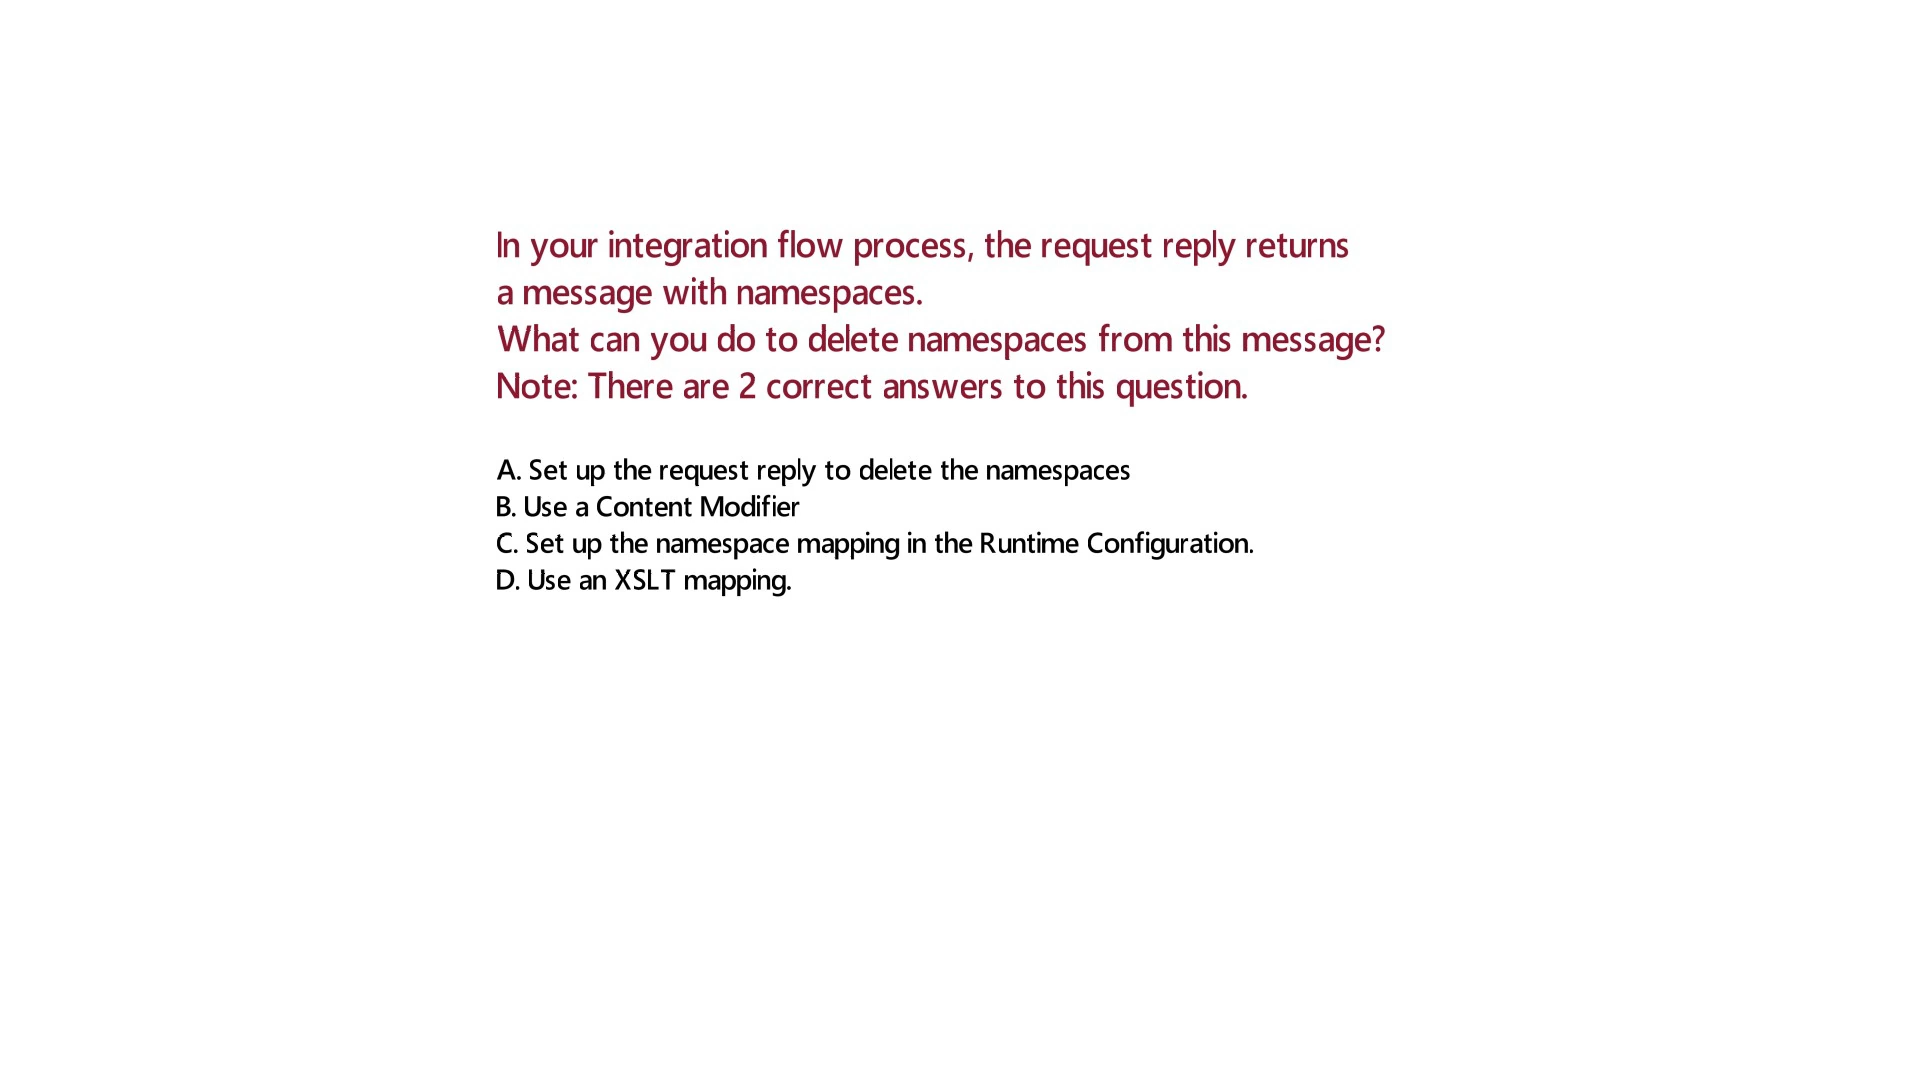 In your integration flow process, the request reply returns
a message with namespaces.
What can you do to delete namespaces from this message?
Note: There are 2 correct answers to this question.
A. Set up the request reply to delete the namespaces
B. Use a Content Modifier
C. Set up the namespace mapping in the Runtime Configuration.
D. Use an XSLT mapping.